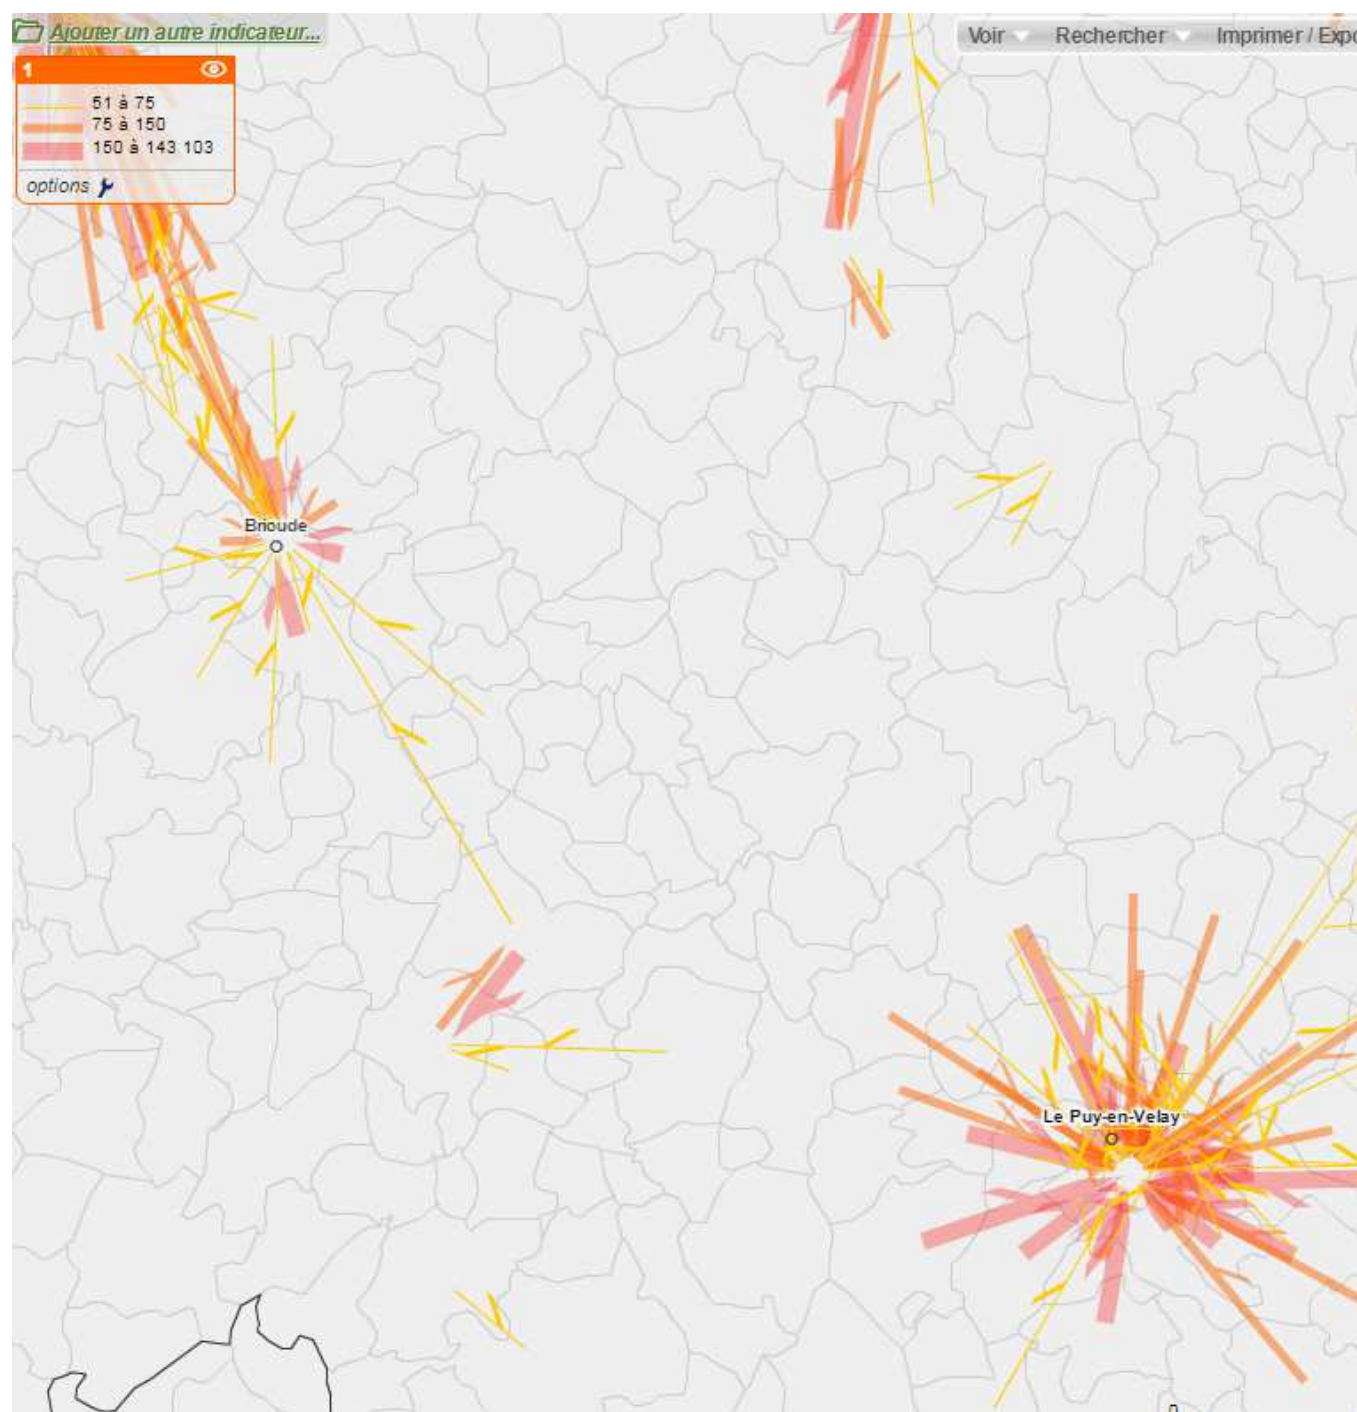 Ajouter un autre indicateur...
Voir Rechercher Imprimer / Expo
1
51 à 75
75 à 150
150 à 143 103
options
Brioude
Le Puy-en-Velay